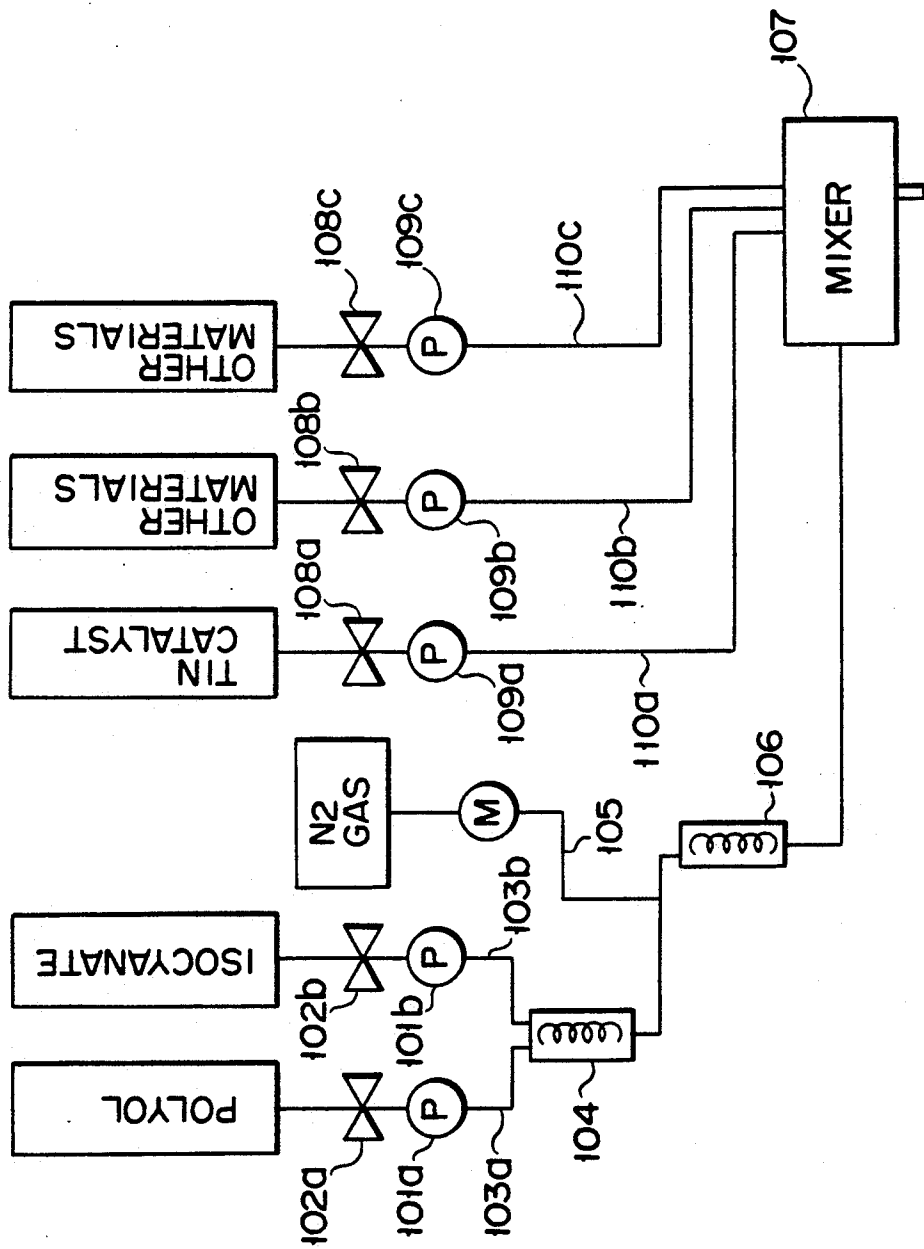 POLYOL
ISOCYANATE
N2
GAS
TIN
CATALYST
OTHER
MATERIALS
OTHER
MATERIALS
102a
102b
108a
108b
108c
P
P
M
P
P
P
101a
101b
109a
109b
109c
103a
103b
105
110a
110b
110c
104
106
MIXER
107